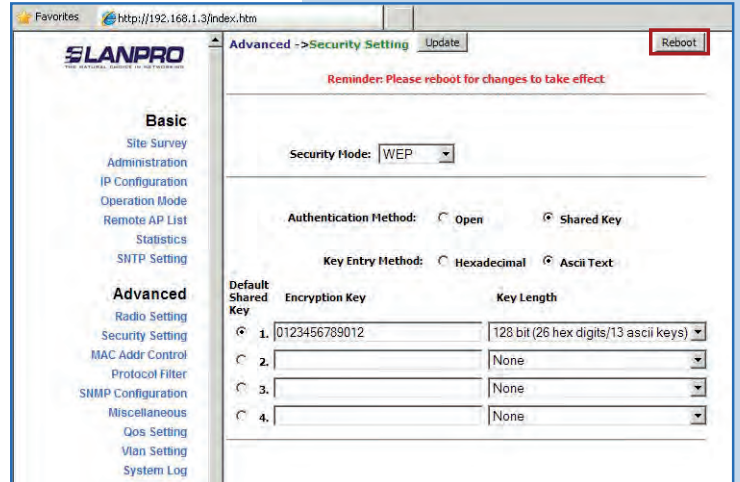 Favorites http://192.168.1.3/index.htm
LANPRO
THE NATURAL CHOICE IN NETWORKING
Advanced ->Security Setting Update Reboot
Reminder: Please reboot for changes to take effect
Basic
Site Survey
Administration
IP Configuration
Operation Mode
Remote AP List
Statistics
SNTP Setting
Advanced
Radio Setting
Security Setting
MAC Addr Control
Protocol Filter
SNMP Configuration
Miscellaneous
Qos Setting
Vlan Setting
System Log
Security Mode: WEP
Authentication Method: Open Shared Key
Key Entry Method: Hexadecimal Ascii Text
Default
Shared Encryption Key Key Length
Key
1. 0123456789012 128 bit (26 hex digits/13 ascii keys)
2. None
3. None
4. None